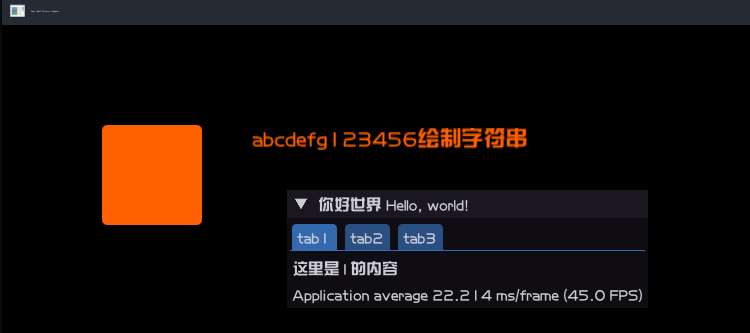 abcdefg123456绘制字符串
你好世界 Hello, world!
tab1 tab2 tab3
这里是1的内容
Application average 22.214 ms/frame (45.0 FPS)